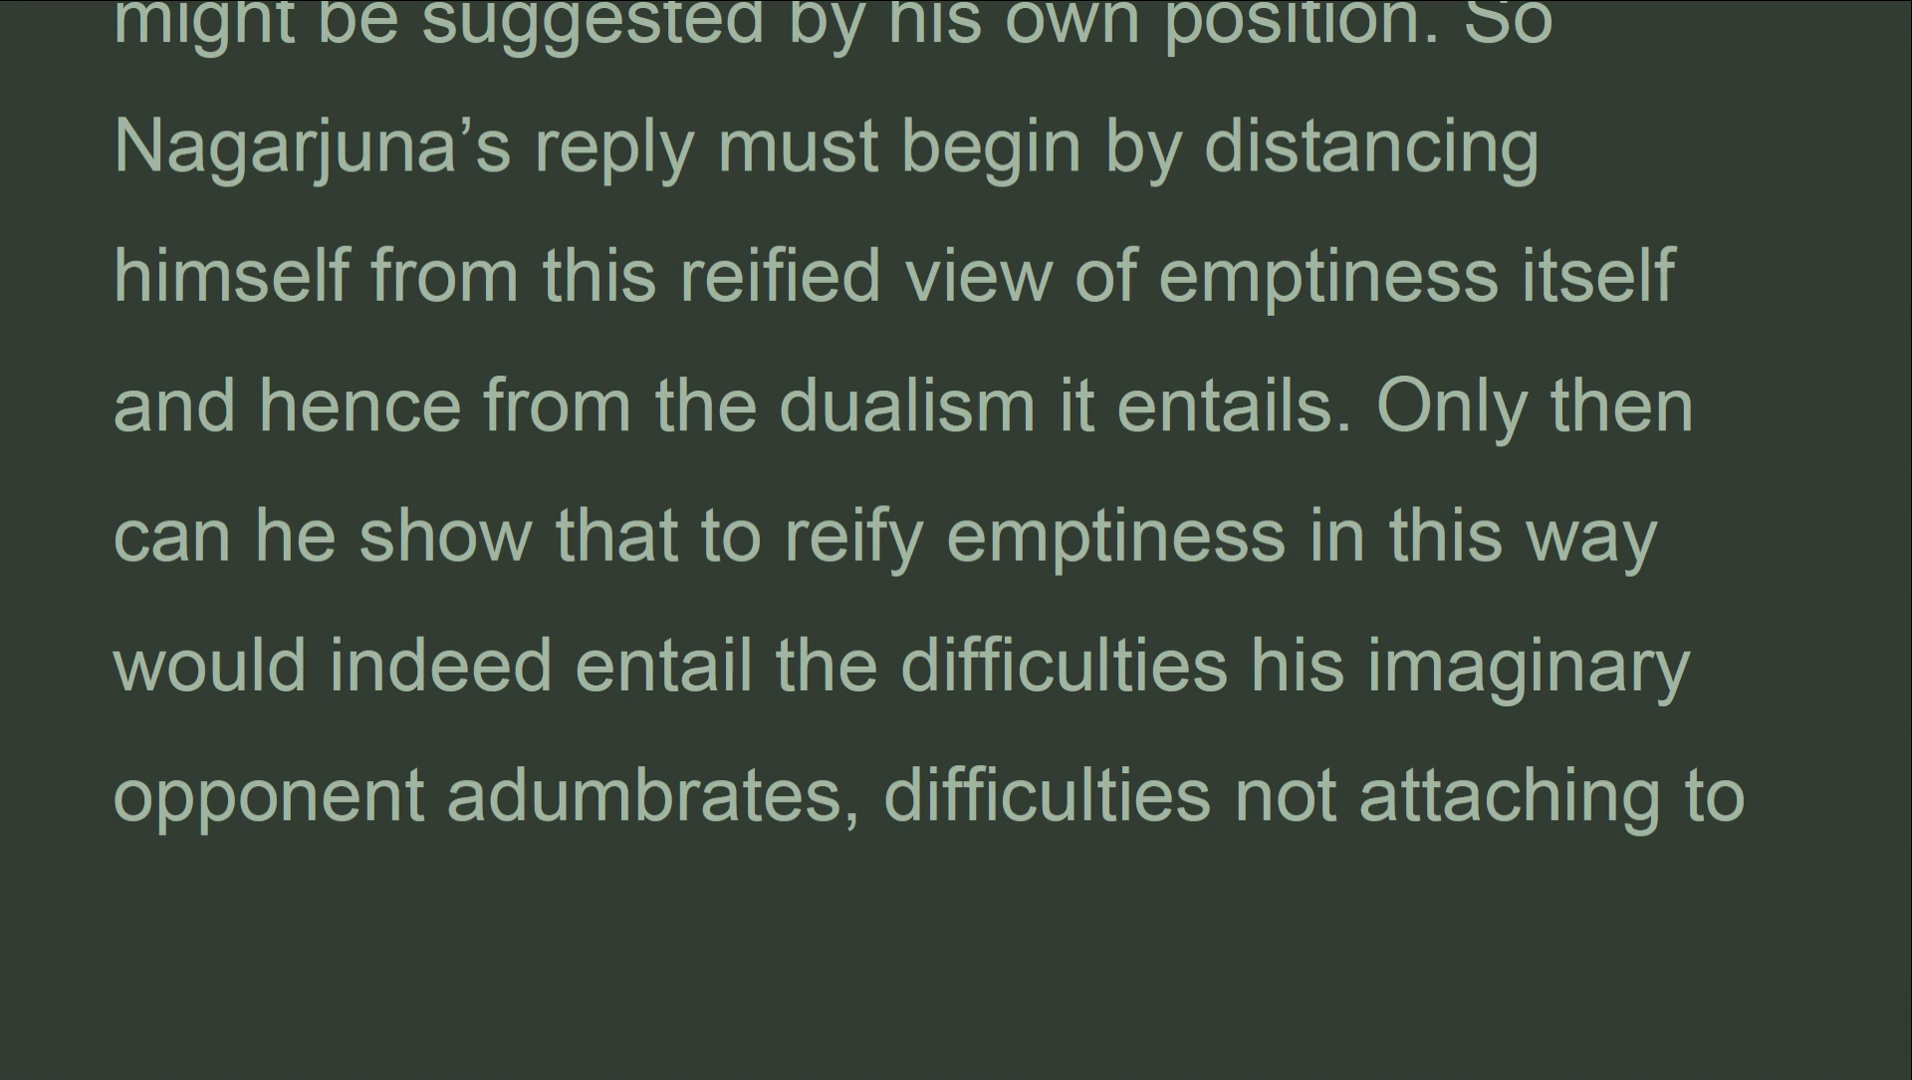 might be suggested by his own position. So
Nagarjuna’s reply must begin by distancing
himself from this reified view of emptiness itself
and hence from the dualism it entails. Only then
can he show that to reify emptiness in this way
would indeed entail the difficulties his imaginary
opponent adumbrates, difficulties not attaching to